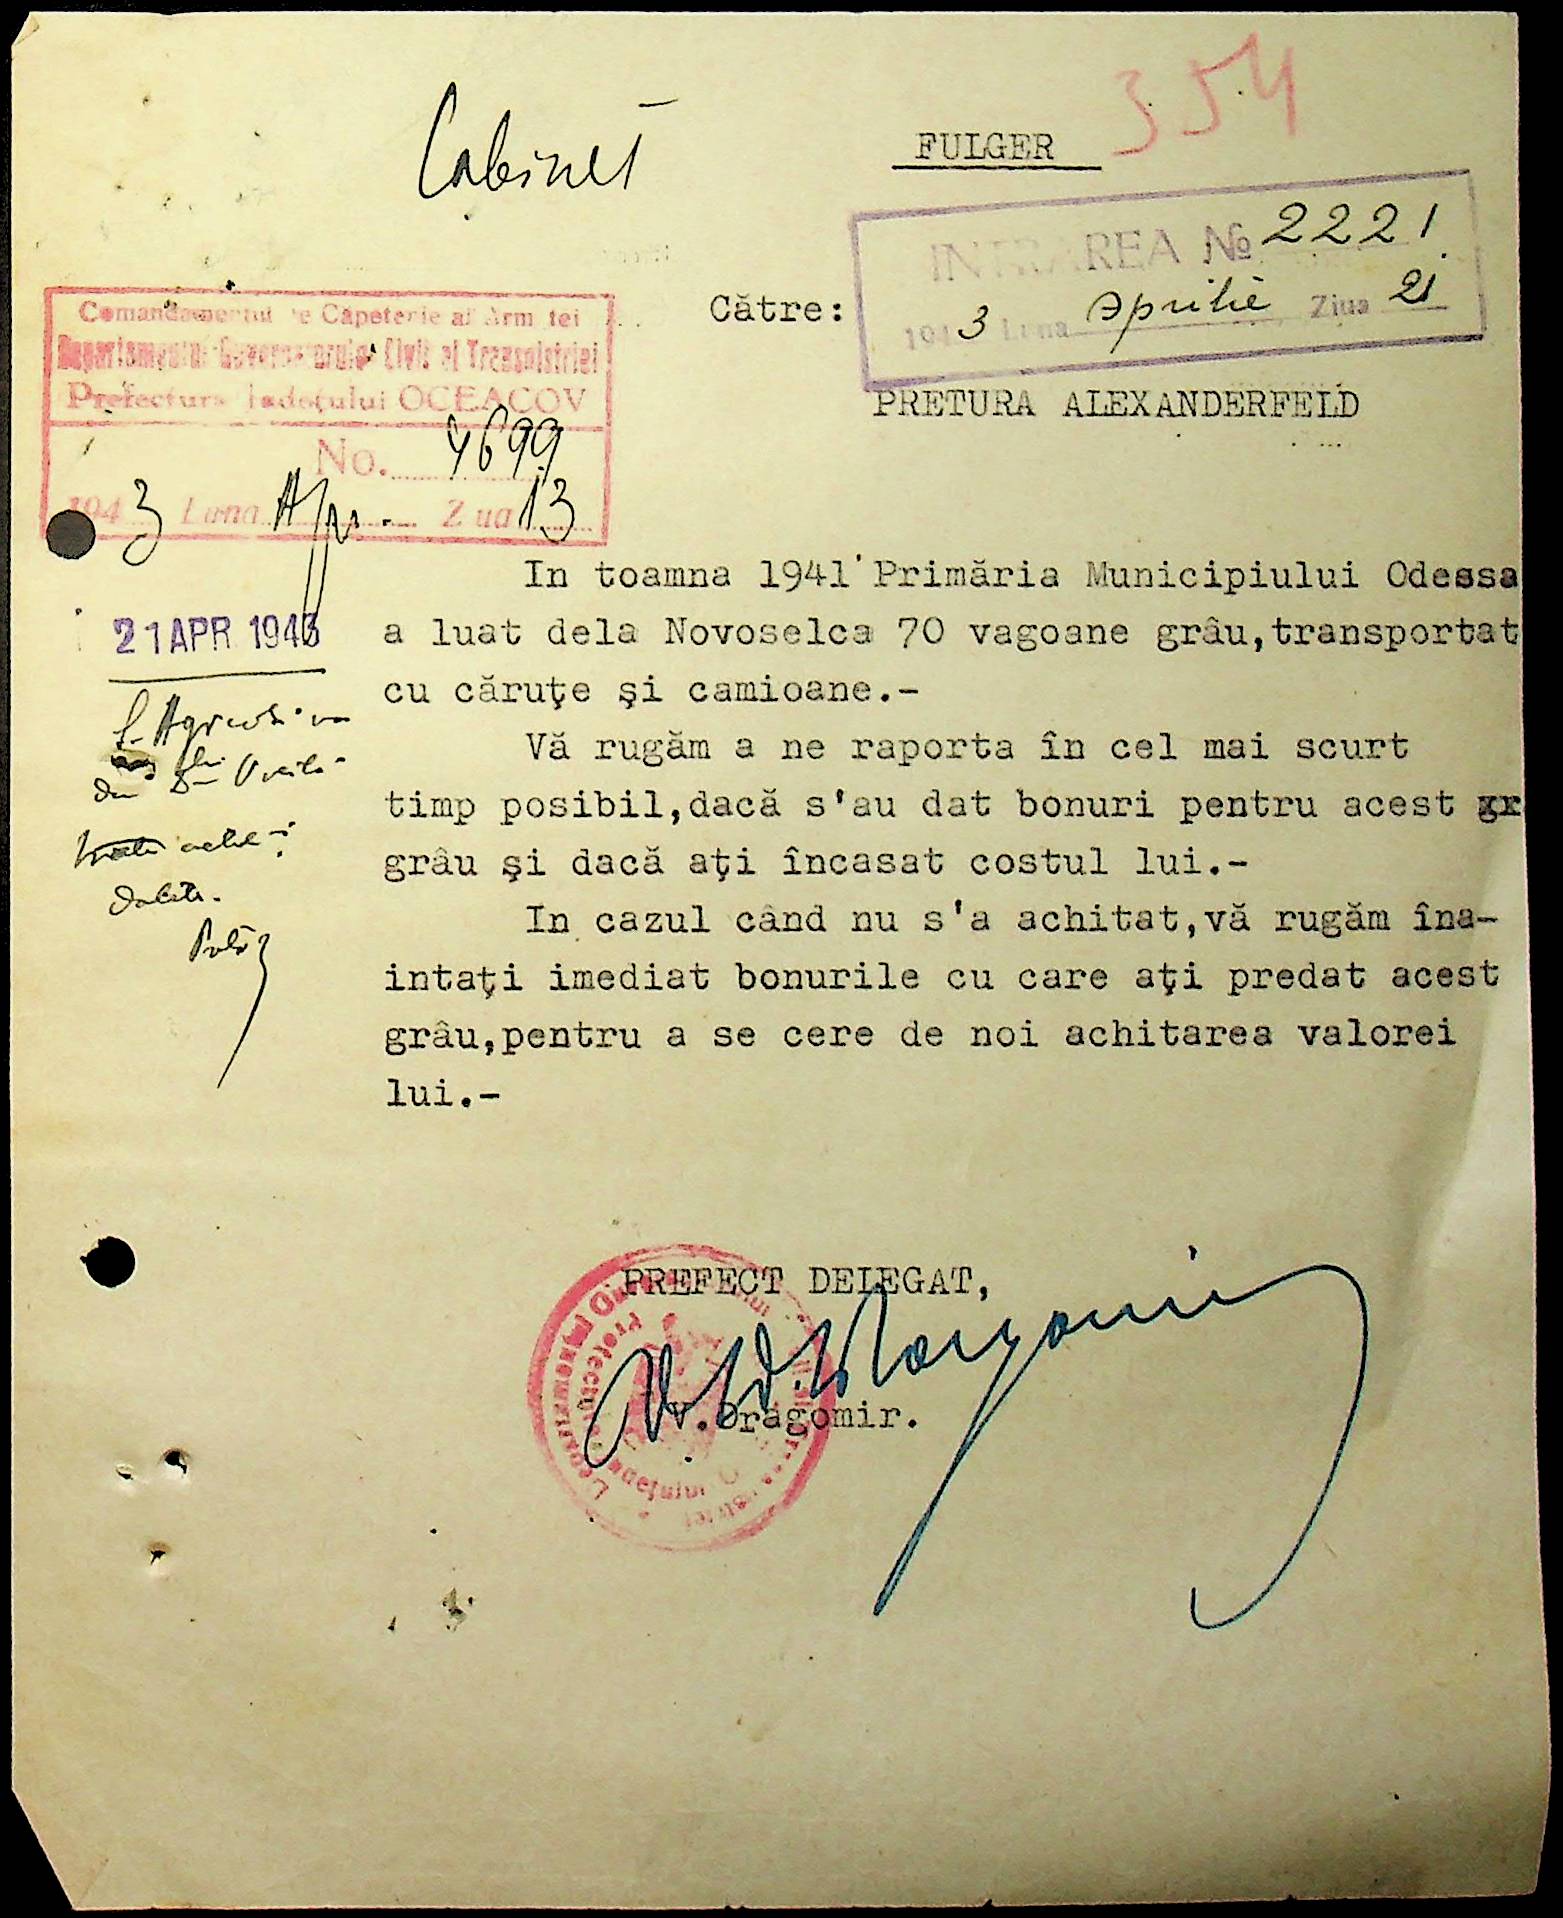 354
Cabinet
FULGER
INTRAREA No 2221
1943 Luna Aprilie Ziua 21
Către:
PRETURA ALEXANDERFELD
Comandamentul de Căpeterie al Armatei
Departamentul Guvernatorului Civil al Transnistriei
Prefectura Județului OCEACOV
No. 4699
1943 Luna Apr. Ziua 13
21 APR 1943
In toamna 1941 Primăria Municipiului Odessa
a luat dela Novoselca 70 vagoane grâu,transportat
cu căruţe şi camioane.-
Vă rugăm a ne raporta în cel mai scurt
timp posibil,dacă s'au dat bonuri pentru acest gr
grâu şi dacă aţi încasat costul lui.-
In cazul când nu s'a achitat,vă rugăm îna-
intaţi imediat bonurile cu care aţi predat acest
grâu,pentru a se cere de noi achitarea valorei
lui.-
PREFECT DELEGAT,
V.Dragomir.